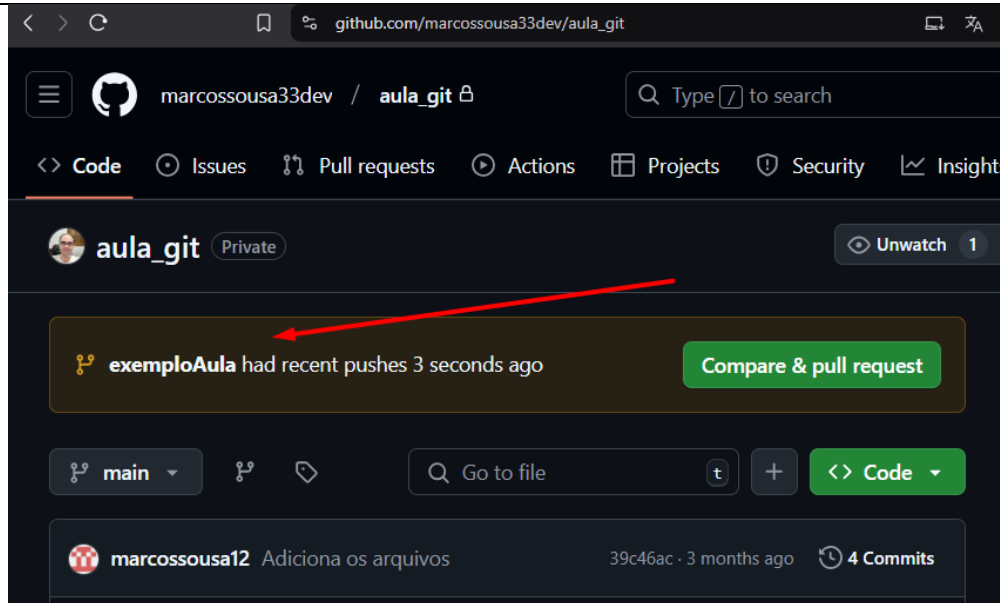 github.com/marcossousa33dev/aula_git
marcossousa33dev / aula_git
Type / to search
<> Code Issues Pull requests Actions Projects Security Insight
aula_git Private
Unwatch 1
exemploAula had recent pushes 3 seconds ago
Compare & pull request
main
Go to file t
+
<> Code
marcossousa12 Adiciona os arquivos 39c46ac · 3 months ago 4 Commits